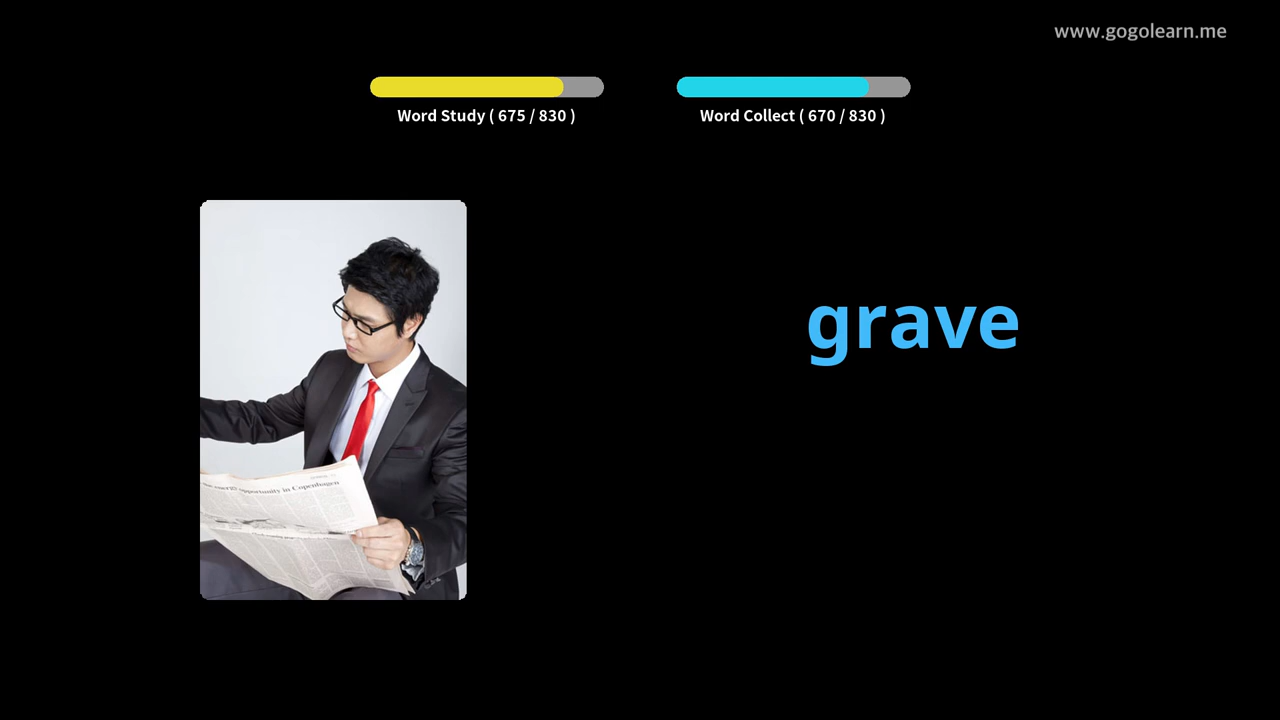 www.gogolearn.me
Word Study ( 675 / 830 )
Word Collect ( 670 / 830 )
grave
opportunity in Copenhagen